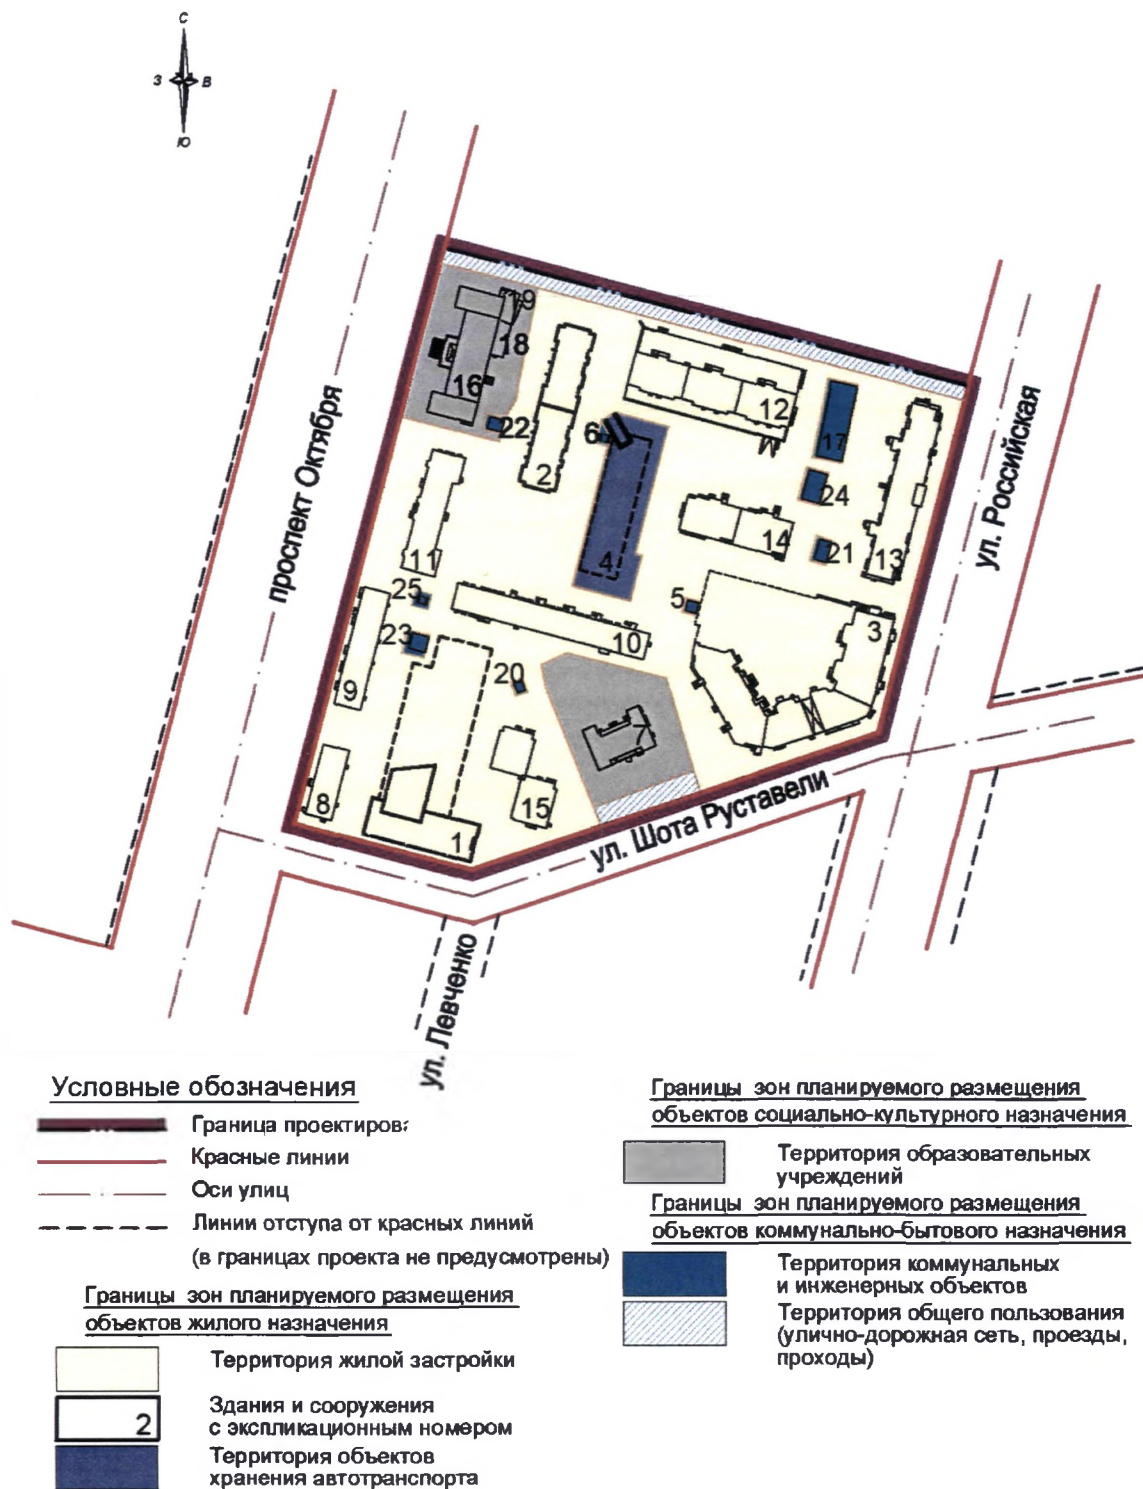 С
З В
Ю
19
18
16
12
17
22
6
2
24
проспект Октября
ул. Российская
4
14
21
13
11
25
5
3
10
23
20
9
8
15
1
ул. Шота Руставели
ул. Левченко
Условные обозначения
Граница проектиров
Красные линии
Оси улиц
Линии отступа от красных линий
(в границах проекта не предусмотрены)
Границы зон планируемого размещения
объектов жилого назначения
Территория жилой застройки
2
Здания и сооружения
с экспликационным номером
Территория объектов
хранения автотранспорта
Границы зон планируемого размещения
объектов социально-культурного назначения
Территория образовательных
учреждений
Границы зон планируемого размещения
объектов коммунально-бытового назначения
Территория коммунальных
и инженерных объектов
Территория общего пользования
(улично-дорожная сеть, проезды,
проходы)